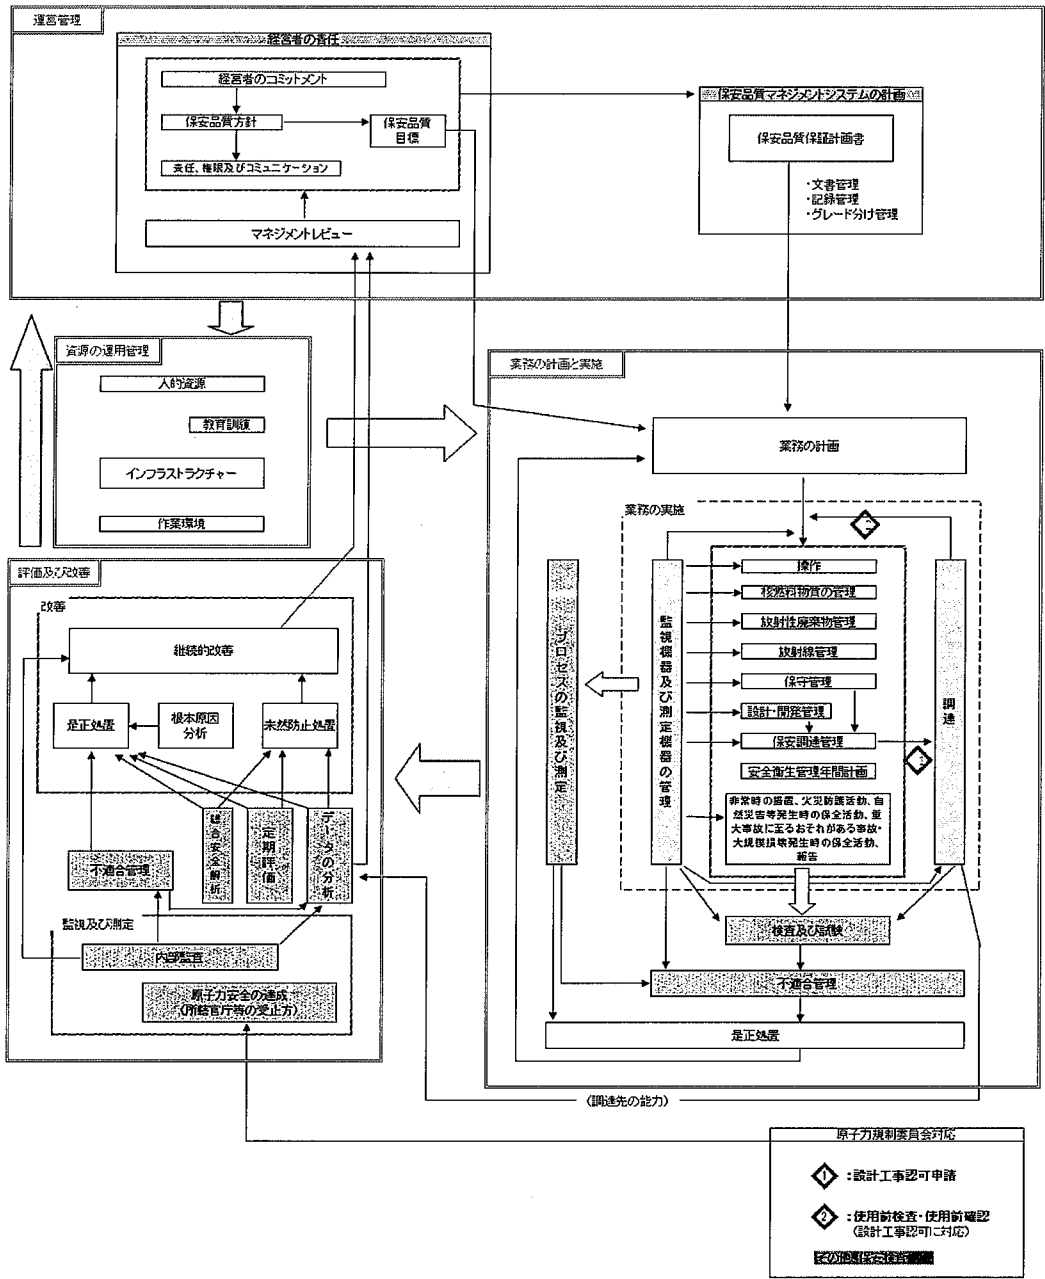 運営管理
経営者の責任
経営者のコミットメント
保安品質方針
保安品質
目標
責任、権限及びコミュニケーション
マネジメントレビュー
保安品質マネジメントシステムの計画
保安品質保証計画書
・文書管理
・記録管理
・グレード分け管理
資源の運用管理
人的資源
教育訓練
インフラストラクチャー
作業環境
業務の計画と実施
業務の計画
業務の実施
2
プロセスの監視及び測定
監視機器及び測定機器の管理
操作
核燃料物質の管理
放射性廃棄物管理
放射線管理
保守管理
設計・開発管理
保安調達管理
安全衛生管理年間計画
非常時の措置、火災防護活動、自
然災害等発生時の保全活動、重
大事故に至るおそれがある事故・
大規模損壊発生時の保全活動、
報告
調達
1
検査及び試験
不適合管理
是正処置
評価及び改善
改善
継続的改善
是正処置
根本原因
分析
未然防止処置
総合安全解析
定期評価
データの分析
不適合管理
監視及び測定
内部監査
原子力安全の達成
(所轄官庁等の受止方)
(調達先の能力)
原子力規制委員会対応
1 :設計工事認可申請
2 :使用前検査・使用前確認
(設計工事認可に対応)